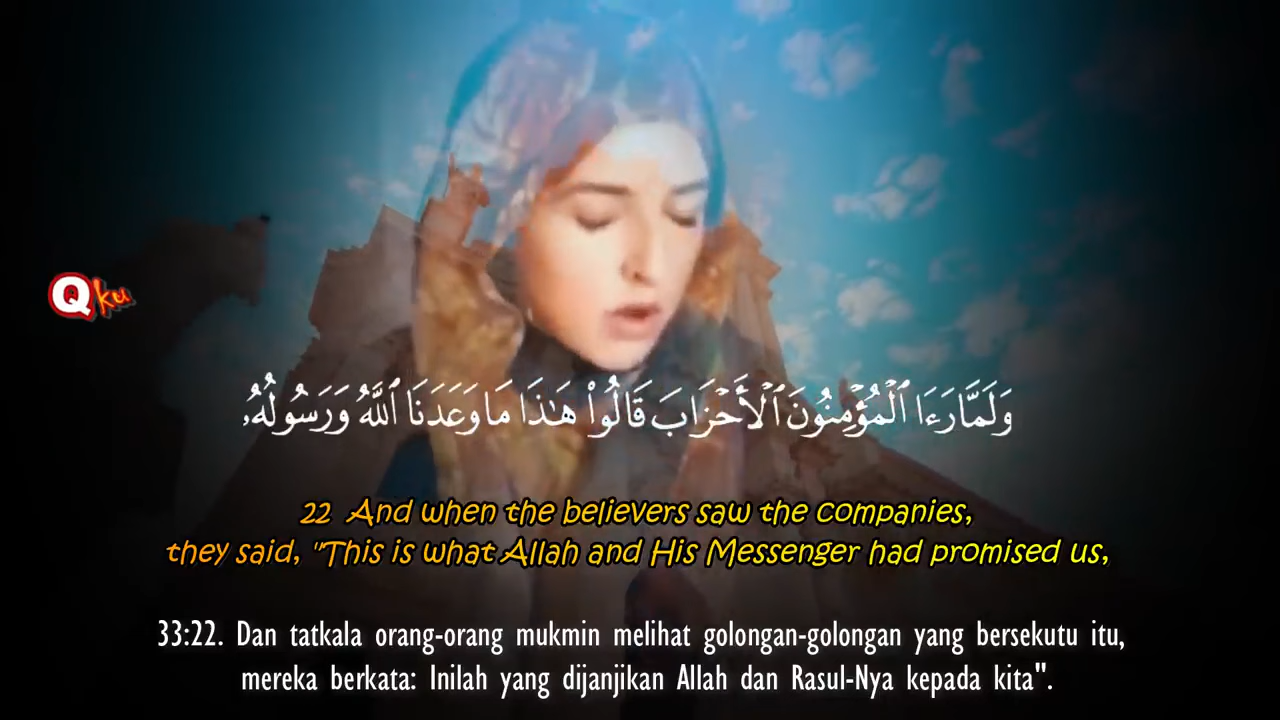 Qku
وَلَمَّا رَءَا ٱلْمُؤْمِنُونَ ٱلْأَحْزَابَ قَالُوا۟ هَـٰذَا مَا وَعَدَنَا ٱللَّهُ وَرَسُولُهُۥ
22 And when the believers saw the companies,
they said, "This is what Allah and His Messenger had promised us,
33:22. Dan tatkala orang-orang mukmin melihat golongan-golongan yang bersekutu itu,
mereka berkata: Inilah yang dijanjikan Allah dan Rasul-Nya kepada kita".